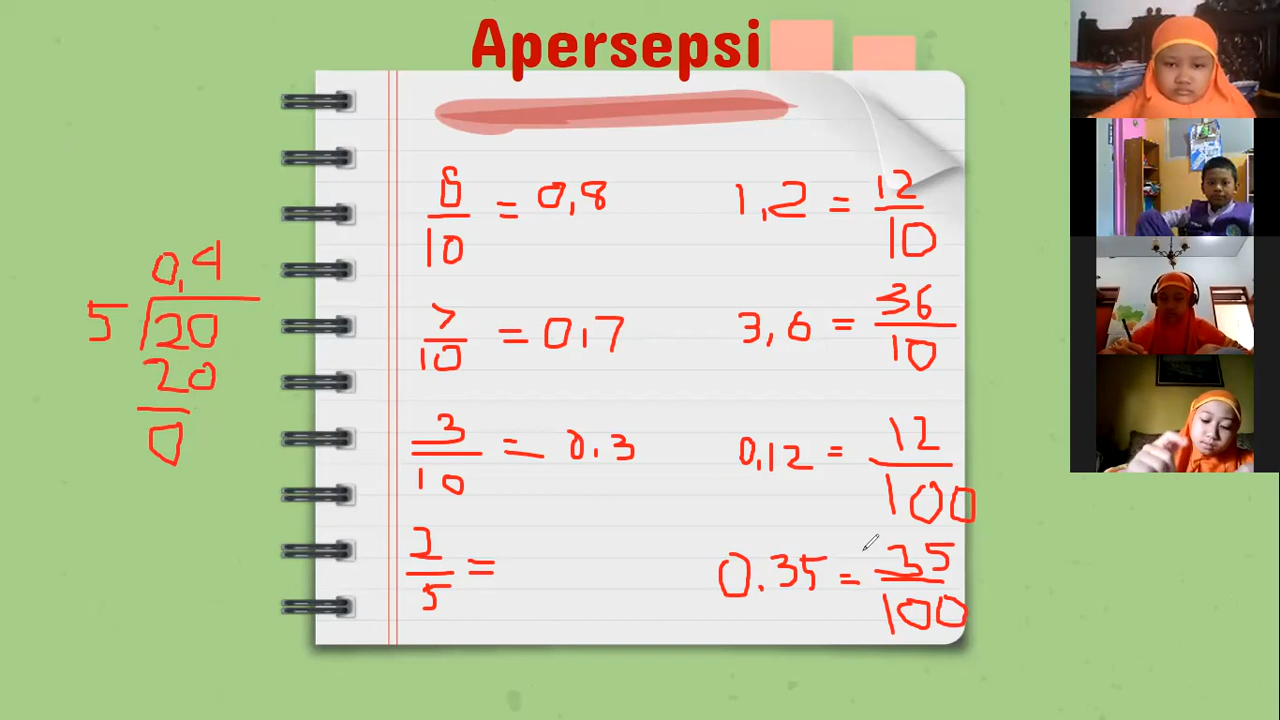 Apersepsi
8/10 = 0,8
1,2 = 12/10
7/10 = 0,7
3,6 = 36/10
3/10 = 0.3
0,12 = 12/100
2/5 =
0.35 = 35/100
0,4
5 20
20
0